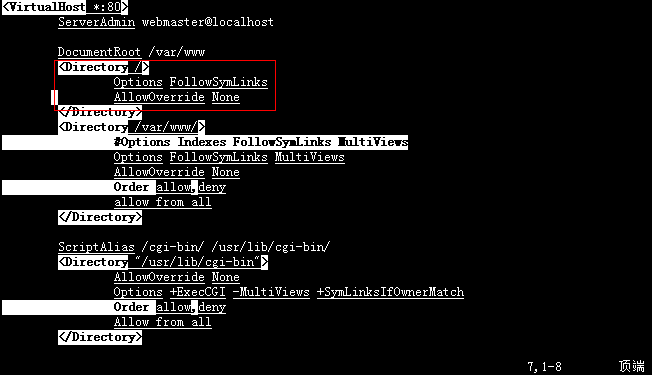 <VirtualHost *:80>
ServerAdmin webmaster@localhost
DocumentRoot /var/www
<Directory />
Options FollowSymLinks
AllowOverride None
</Directory>
<Directory /var/www/>
#Options Indexes FollowSymLinks MultiViews
Options FollowSymLinks MultiViews
AllowOverride None
Order allow,deny
allow from all
</Directory>
ScriptAlias /cgi-bin/ /usr/lib/cgi-bin/
<Directory "/usr/lib/cgi-bin">
AllowOverride None
Options +ExecCGI -MultiViews +SymLinksIfOwnerMatch
Order allow,deny
Allow from all
</Directory>
7,1-8 顶端